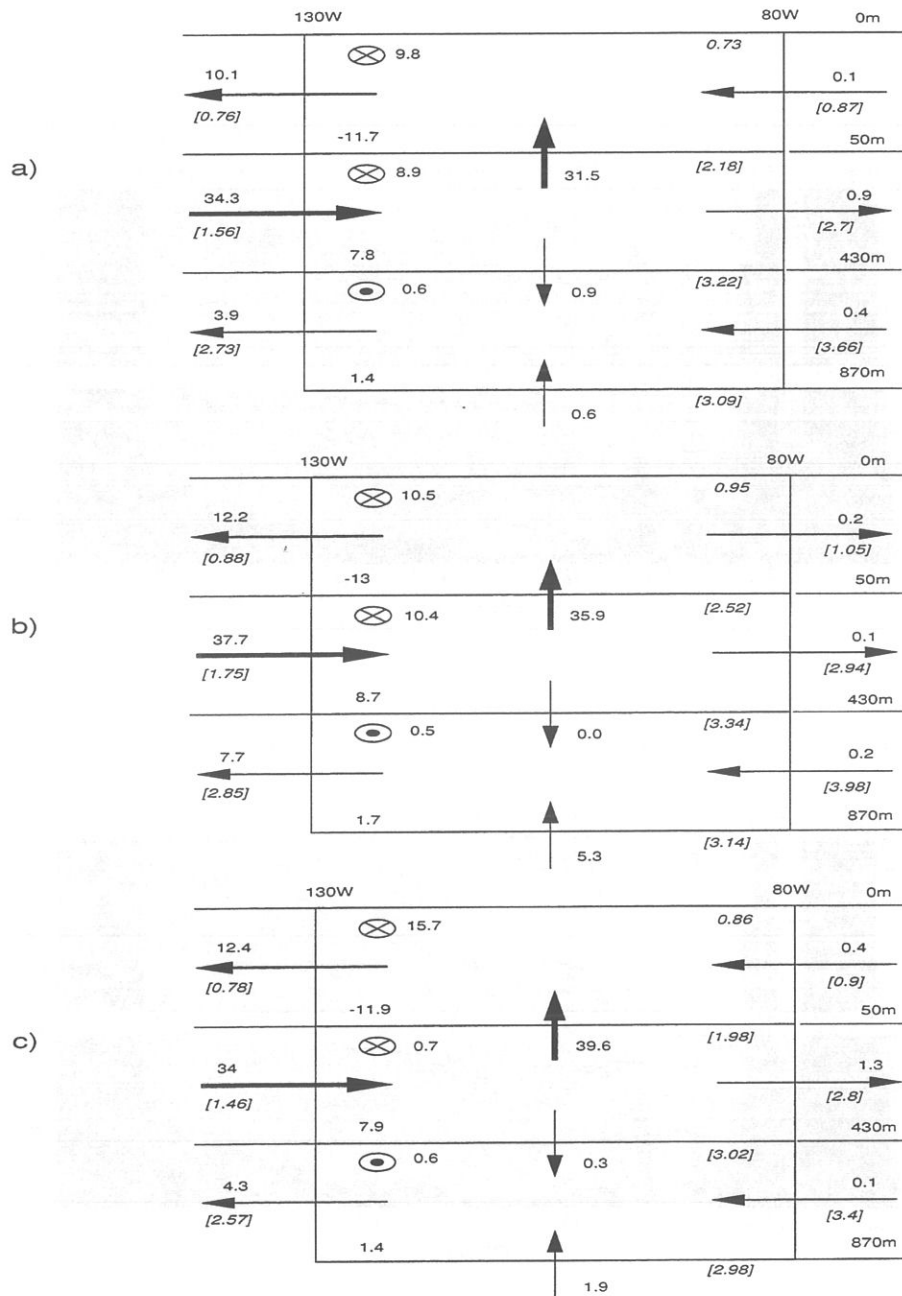 130W 80W 0m
9.8 0.73
10.1 0.1
[0.76] [0.87]
-11.7 50m
a)
8.9 31.5 [2.18]
34.3 0.9
[1.56] [2.7]
7.8 430m
0.6 0.9 [3.22]
3.9 0.4
[2.73] [3.66]
1.4 870m
0.6 [3.09]
130W 80W 0m
10.5 0.95
12.2 0.2
[0.88] [1.05]
-13 50m
b)
10.4 35.9 [2.52]
37.7 0.1
[1.75] [2.94]
8.7 430m
0.5 0.0 [3.34]
7.7 0.2
[2.85] [3.98]
1.7 870m
5.3 [3.14]
130W 80W 0m
15.7 0.86
12.4 0.4
[0.78] [0.9]
-11.9 50m
c)
0.7 39.6 [1.98]
34 1.3
[1.46] [2.8]
7.9 430m
0.6 0.3 [3.02]
4.3 0.1
[2.57] [3.4]
1.4 870m
1.9 [2.98]